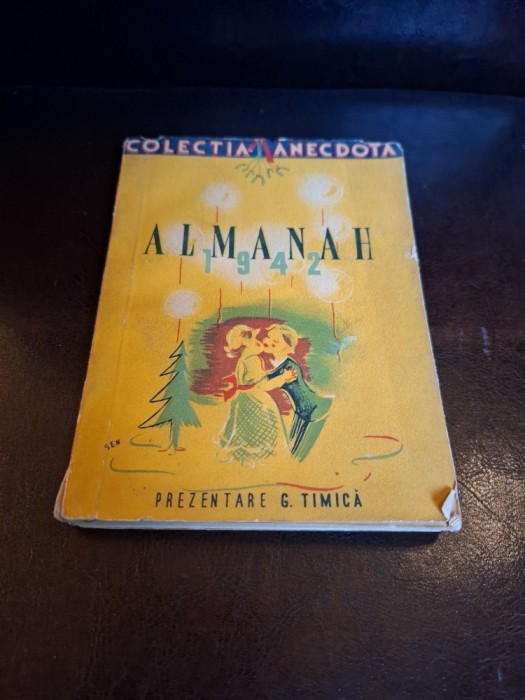 COLECTIA ANECDOTA
ALMANAH
1942
SEN
PREZENTARE G. TIMICĂ